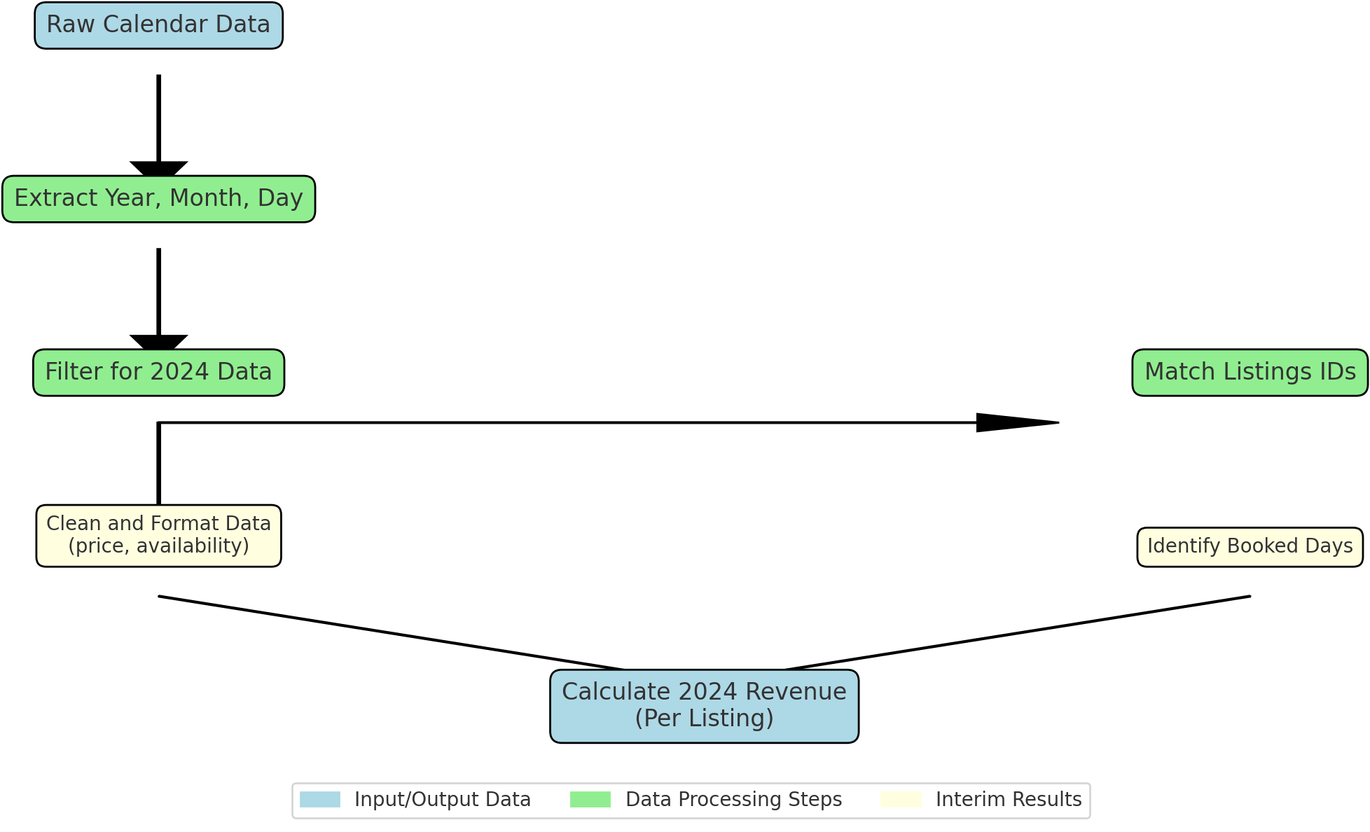 Raw Calendar Data
Extract Year, Month, Day
Filter for 2024 Data
Match Listings IDs
Clean and Format Data
(price, availability)
Identify Booked Days
Calculate 2024 Revenue
(Per Listing)
Input/Output Data
Data Processing Steps
Interim Results